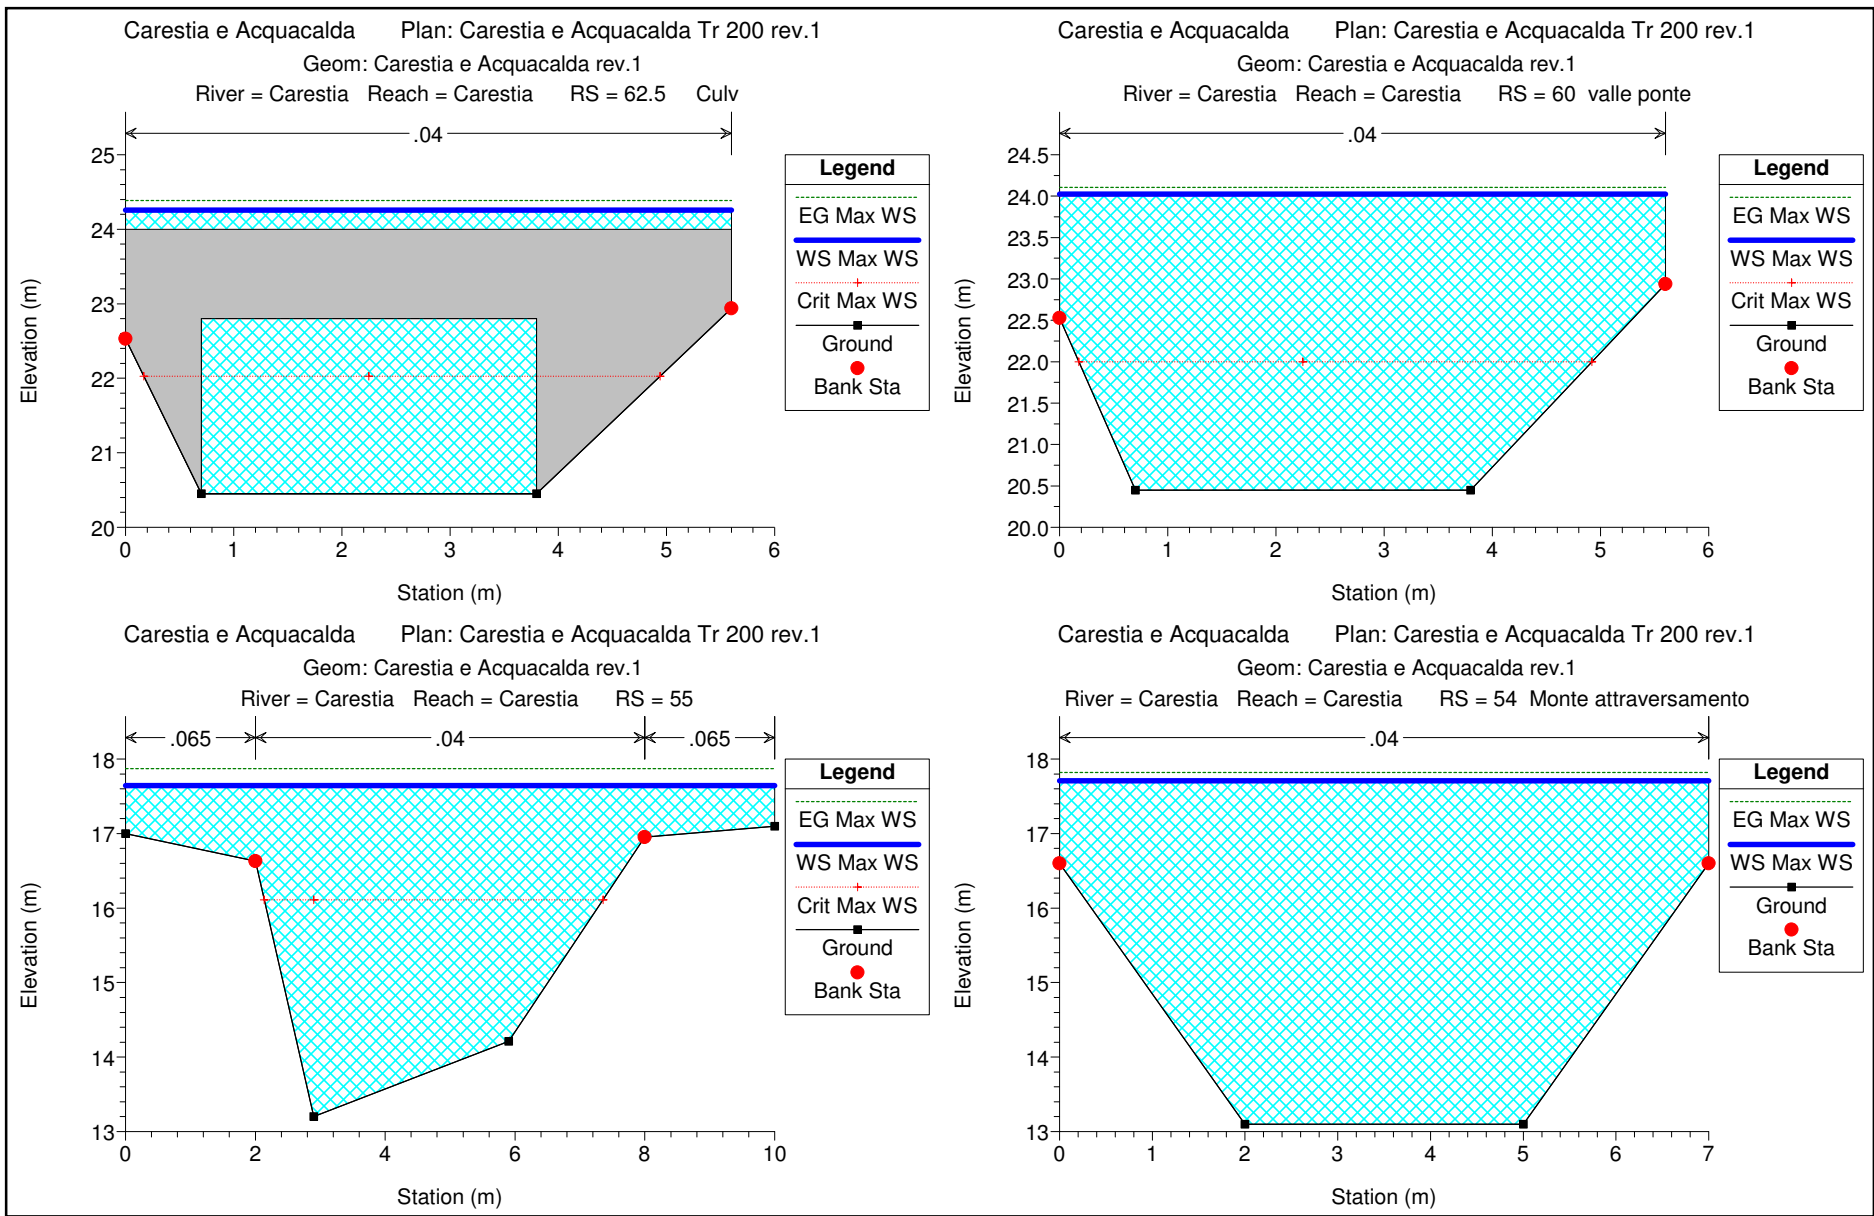 Carestia e Acquacalda Plan: Carestia e Acquacalda Tr 200 rev.1
Geom: Carestia e Acquacalda rev.1
River = Carestia Reach = Carestia RS = 62.5 Culv
.04
25
24
23
22
21
20
Elevation (m)
0 1 2 3 4 5 6
Station (m)
Legend
EG Max WS
WS Max WS
Crit Max WS
Ground
Bank Sta
Carestia e Acquacalda Plan: Carestia e Acquacalda Tr 200 rev.1
Geom: Carestia e Acquacalda rev.1
River = Carestia Reach = Carestia RS = 60 valle ponte
.04
24.5
24.0
23.5
23.0
22.5
22.0
21.5
21.0
20.5
20.0
Elevation (m)
0 1 2 3 4 5 6
Station (m)
Legend
EG Max WS
WS Max WS
Crit Max WS
Ground
Bank Sta
Carestia e Acquacalda Plan: Carestia e Acquacalda Tr 200 rev.1
Geom: Carestia e Acquacalda rev.1
River = Carestia Reach = Carestia RS = 55
.065 .04 .065
18
17
16
15
14
13
Elevation (m)
0 2 4 6 8 10
Station (m)
Legend
EG Max WS
WS Max WS
Crit Max WS
Ground
Bank Sta
Carestia e Acquacalda Plan: Carestia e Acquacalda Tr 200 rev.1
Geom: Carestia e Acquacalda rev.1
River = Carestia Reach = Carestia RS = 54 Monte attraversamento
.04
18
17
16
15
14
13
Elevation (m)
0 1 2 3 4 5 6 7
Station (m)
Legend
EG Max WS
WS Max WS
Ground
Bank Sta